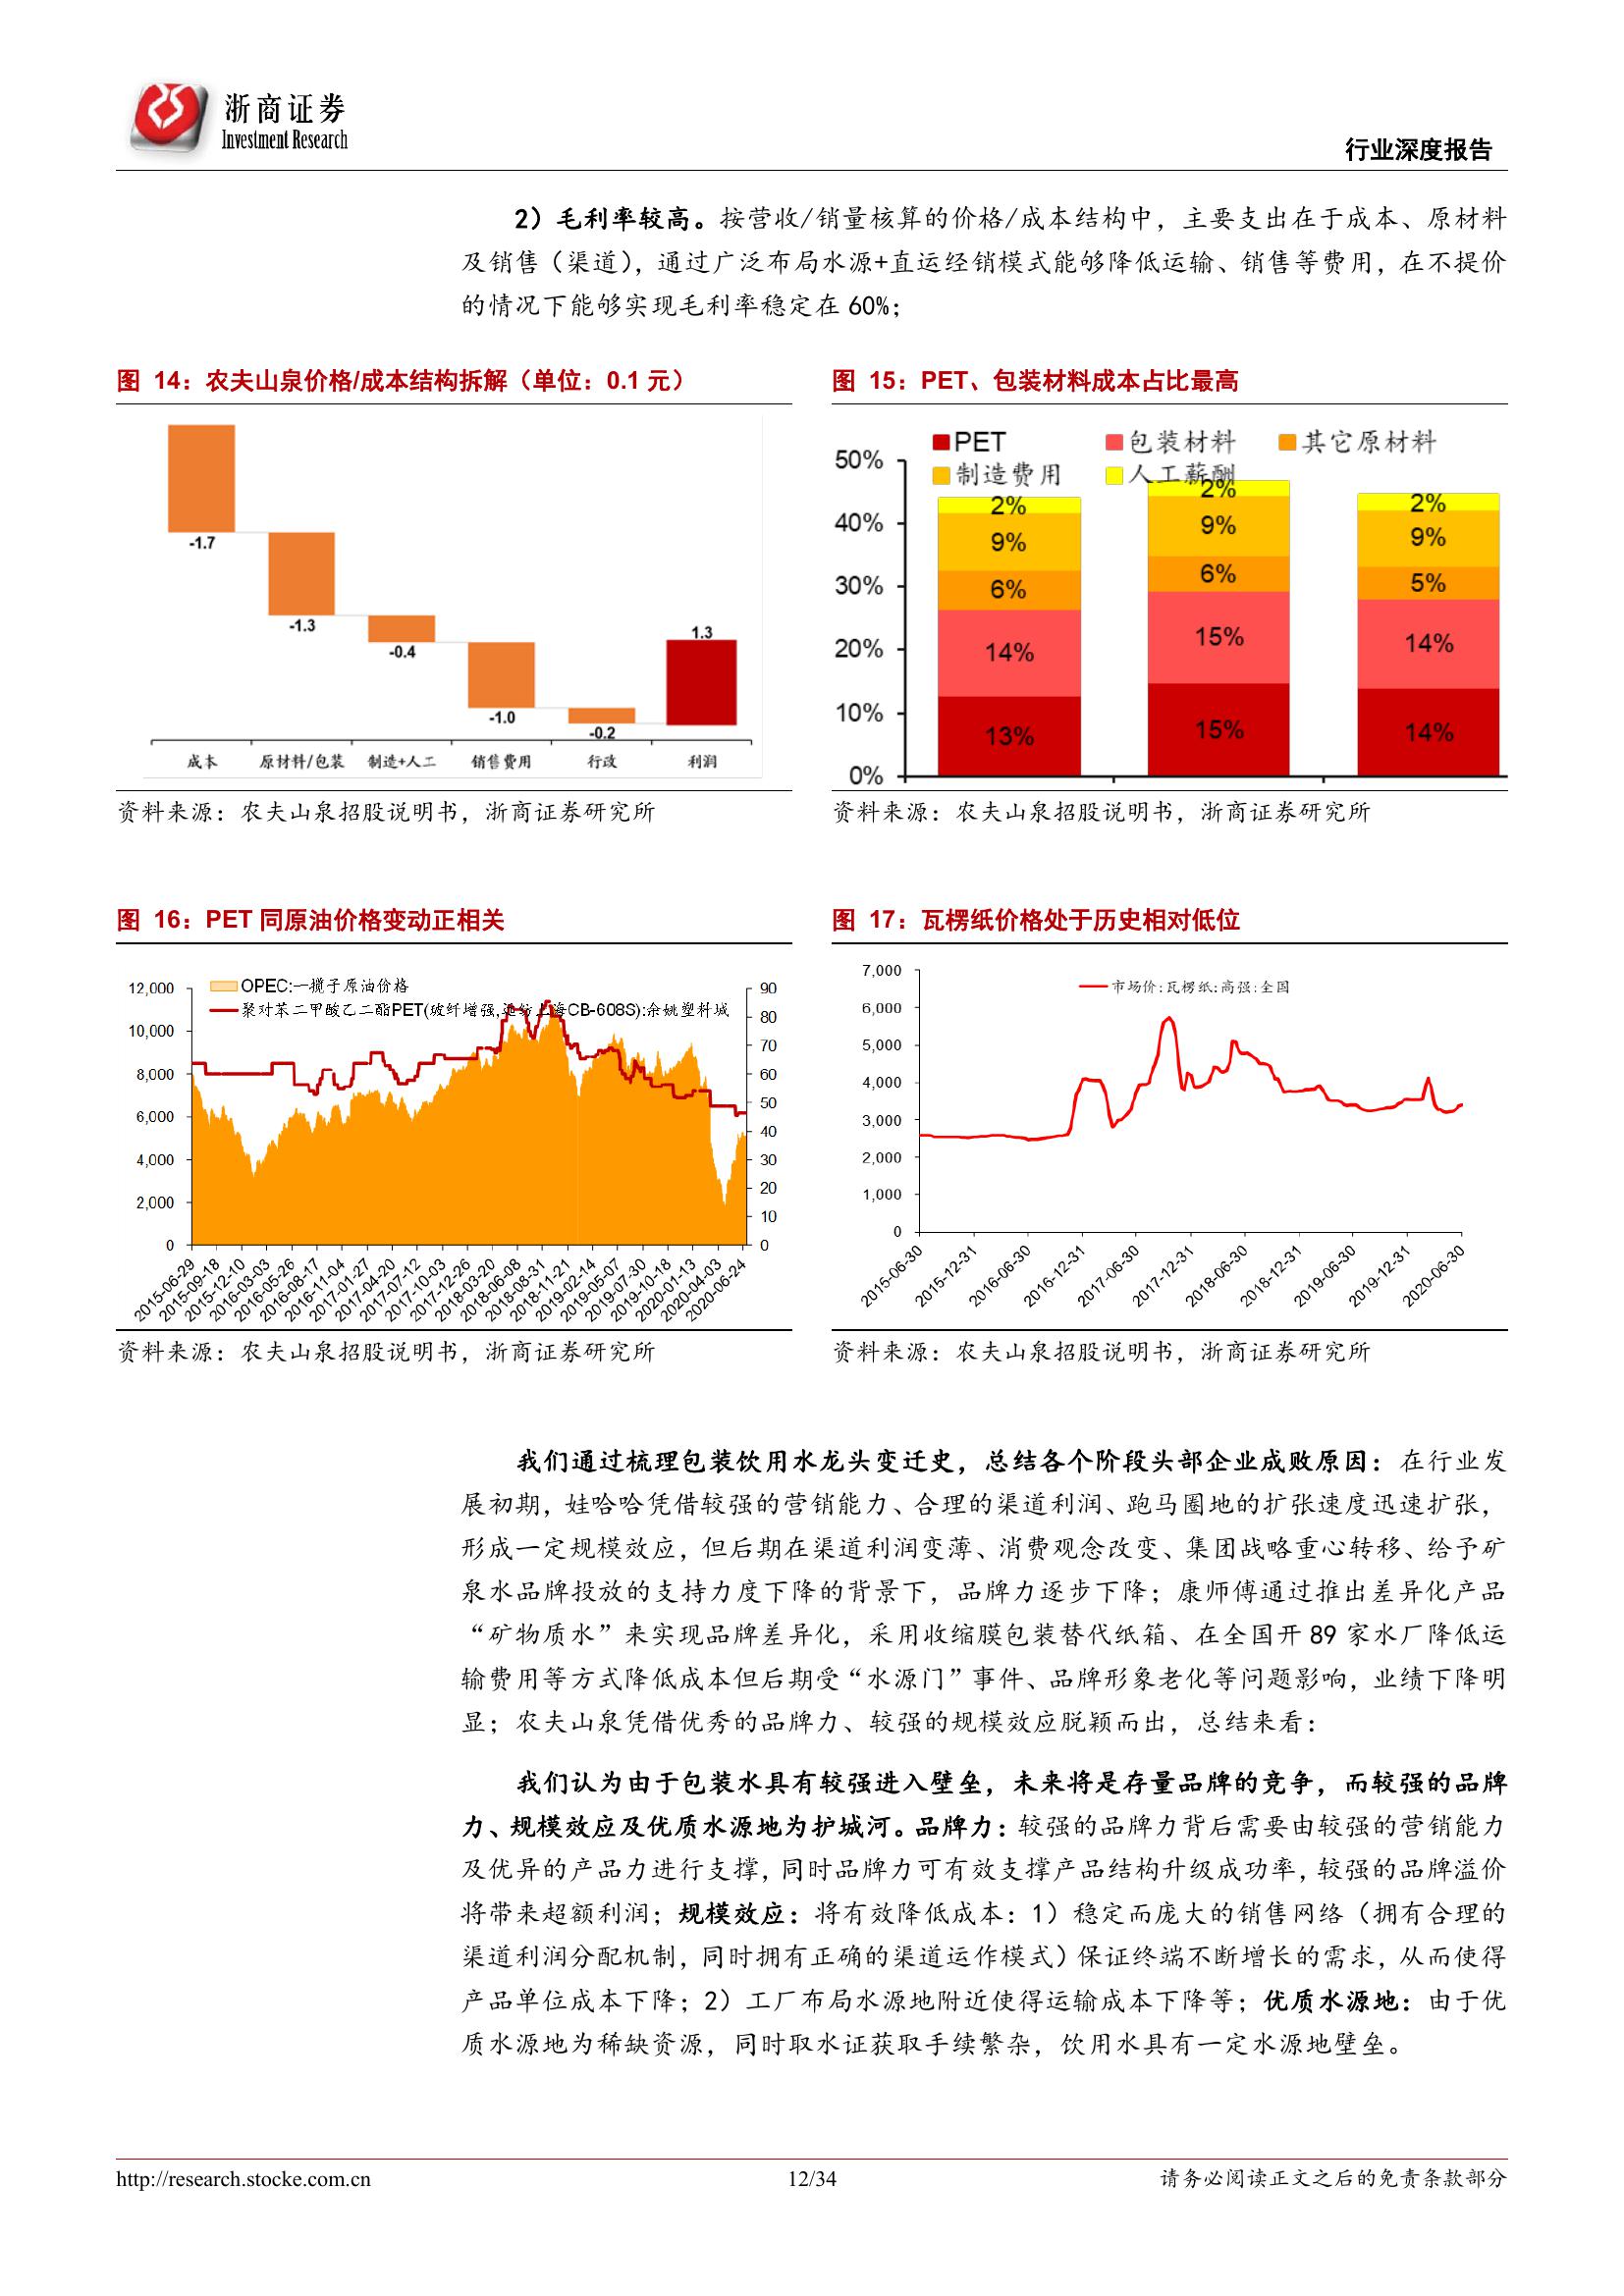 浙商证券
Investment Research
行业深度报告
2）毛利率较高。按营收/销量核算的价格/成本结构中，主要支出在于成本、原材料
及销售（渠道），通过广泛布局水源+直运经销模式能够降低运输、销售等费用，在不提价
的情况下能够实现毛利率稳定在 60%；
图 14：农夫山泉价格/成本结构拆解（单位：0.1 元）
-1.7
-1.3
-0.4
-1.0
-0.2
1.3
成本 原材料/包装 制造+人工 销售费用 行政 利润
资料来源：农夫山泉招股说明书，浙商证券研究所
图 15：PET、包装材料成本占比最高
PET 包装材料 其它原材料
制造费用 人工薪酬
50%
40%
30%
20%
10%
0%
2% 2% 2%
9% 9% 9%
6% 6% 5%
14% 15% 14%
13% 15% 14%
资料来源：农夫山泉招股说明书，浙商证券研究所
图 16：PET 同原油价格变动正相关
OPEC:一揽子原油价格
聚对苯二甲酸乙二酯PET(玻纤增强,远纺上海CB-608S):余姚塑料城
12,000
10,000
8,000
6,000
4,000
2,000
0
90
80
70
60
50
40
30
20
10
0
2015-06-29
2015-09-18
2015-12-10
2016-03-03
2016-05-26
2016-08-17
2016-11-04
2017-01-27
2017-04-20
2017-07-12
2017-10-03
2017-12-26
2018-03-20
2018-06-08
2018-08-31
2018-11-21
2019-02-14
2019-05-07
2019-07-30
2019-10-18
2020-01-13
2020-04-03
2020-06-24
资料来源：农夫山泉招股说明书，浙商证券研究所
图 17：瓦楞纸价格处于历史相对低位
市场价:瓦楞纸:高强:全国
7,000
6,000
5,000
4,000
3,000
2,000
1,000
0
2015-06-30
2015-12-31
2016-06-30
2016-12-31
2017-06-30
2017-12-31
2018-06-30
2018-12-31
2019-06-30
2019-12-31
2020-06-30
资料来源：农夫山泉招股说明书，浙商证券研究所
我们通过梳理包装饮用水龙头变迁史，总结各个阶段头部企业成败原因：在行业发
展初期，娃哈哈凭借较强的营销能力、合理的渠道利润、跑马圈地的扩张速度迅速扩张，
形成一定规模效应，但后期在渠道利润变薄、消费观念改变、集团战略重心转移、给予矿
泉水品牌投放的支持力度下降的背景下，品牌力逐步下降；康师傅通过推出差异化产品
“矿物质水”来实现品牌差异化，采用收缩膜包装替代纸箱、在全国开 89 家水厂降低运
输费用等方式降低成本但后期受“水源门”事件、品牌形象老化等问题影响，业绩下降明
显；农夫山泉凭借优秀的品牌力、较强的规模效应脱颖而出，总结来看：
我们认为由于包装水具有较强进入壁垒，未来将是存量品牌的竞争，而较强的品牌
力、规模效应及优质水源地为护城河。品牌力：较强的品牌力背后需要由较强的营销能力
及优异的产品力进行支撑，同时品牌力可有效支撑产品结构升级成功率，较强的品牌溢价
将带来超额利润；规模效应：将有效降低成本：1）稳定而庞大的销售网络（拥有合理的
渠道利润分配机制，同时拥有正确的渠道运作模式）保证终端不断增长的需求，从而使得
产品单位成本下降；2）工厂布局水源地附近使得运输成本下降等；优质水源地：由于优
质水源地为稀缺资源，同时取水证获取手续繁杂，饮用水具有一定水源地壁垒。
http://research.stocke.com.cn
12/34
请务必阅读正文之后的免责条款部分